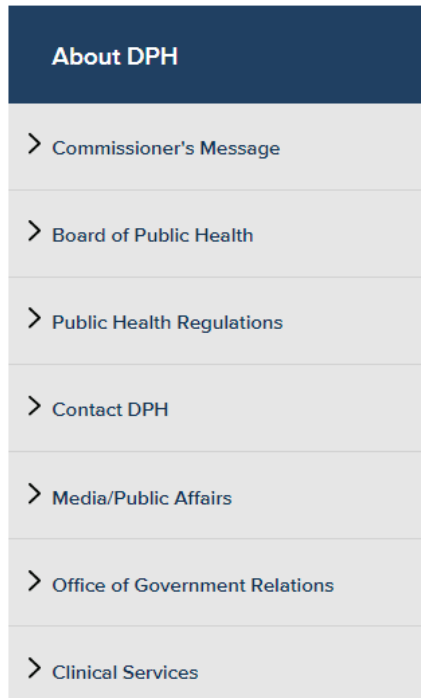 About DPH
Commissioner's Message
Board of Public Health
Public Health Regulations
Contact DPH
Media/Public Affairs
Office of Government Relations
Clinical Services